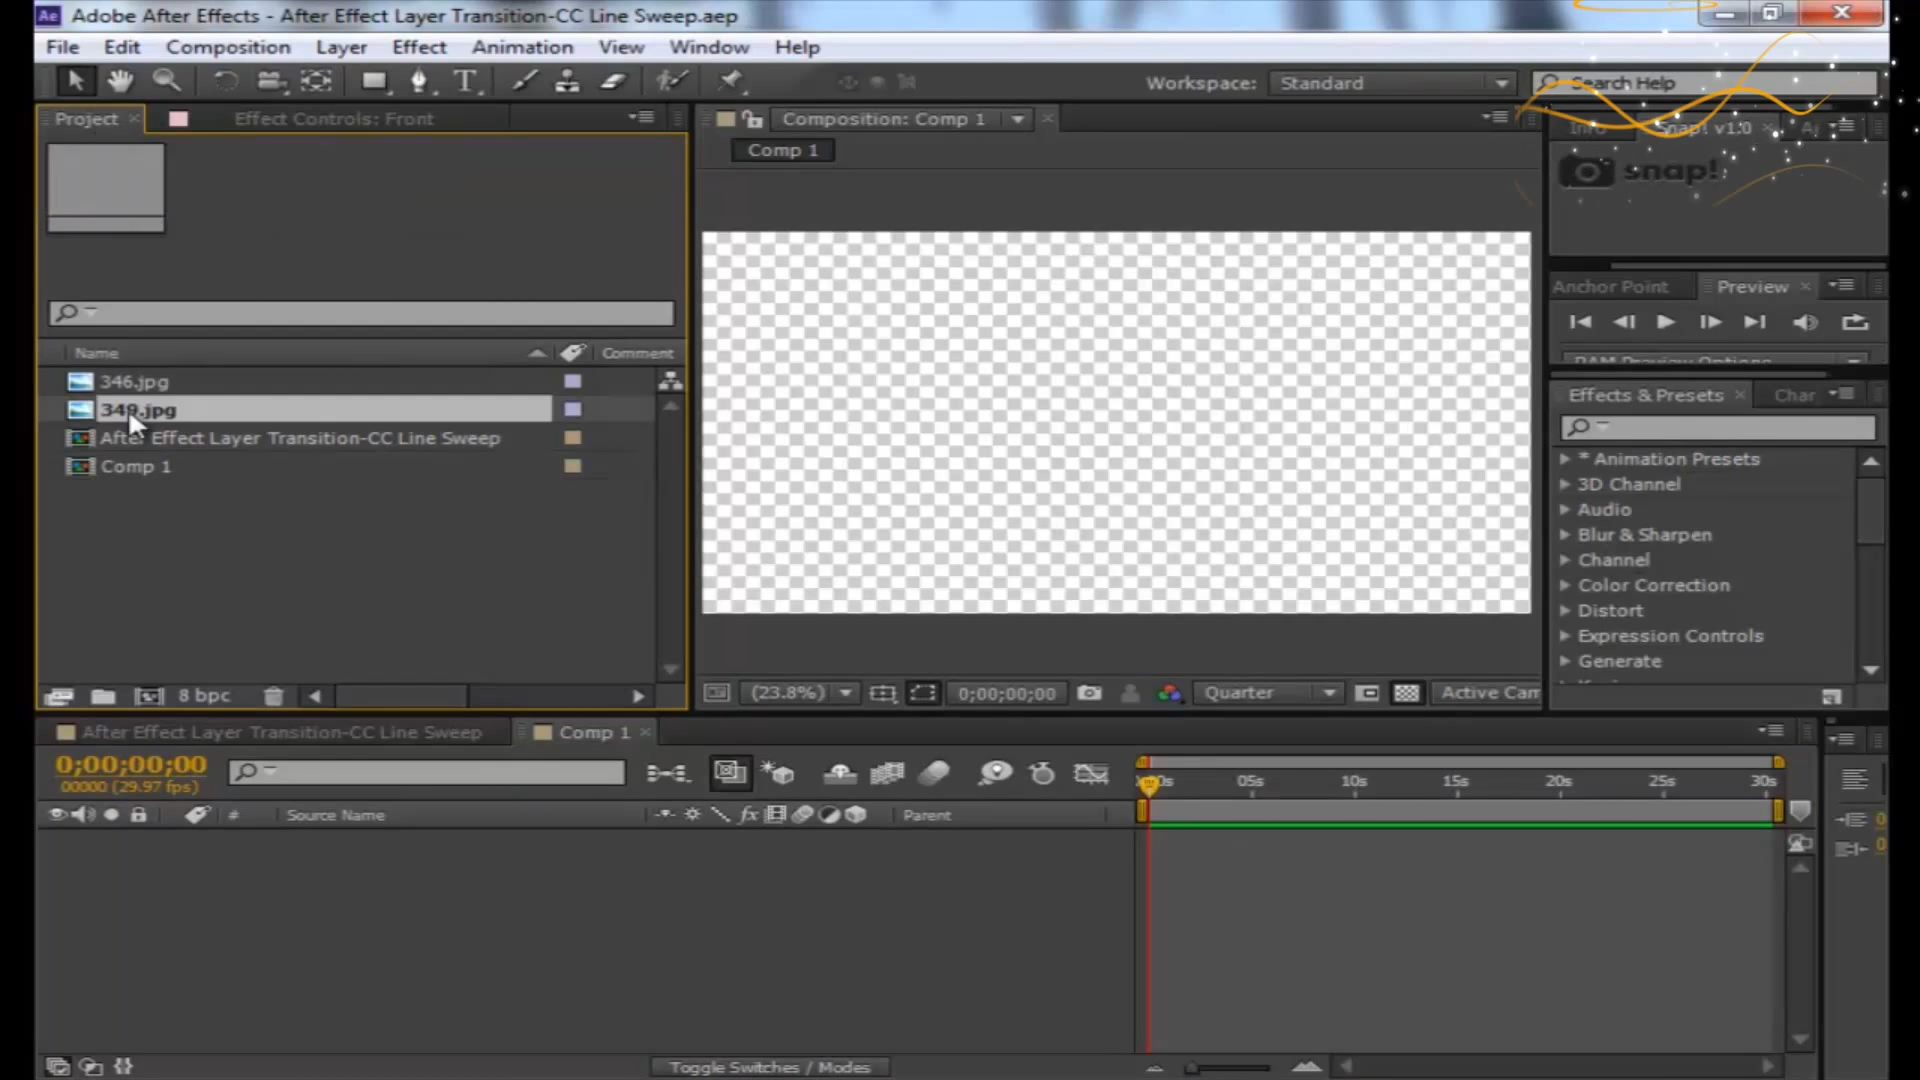 Ae Adobe After Effects - After Effect Layer Transition-CC Line Sweep.aep
File Edit Composition Layer Effect Animation View Window Help
Workspace: Standard Search Help
Project Effect Controls: Front
Composition: Comp 1
Comp 1
Info Snap! v1.0
snap!
Anchor Point Preview
RAM Preview Options
Name Comment
346.jpg
349.jpg
After Effect Layer Transition-CC Line Sweep
Comp 1
Effects & Presets Char
* Animation Presets
3D Channel
Audio
Blur & Sharpen
Channel
Color Correction
Distort
Expression Controls
Generate
8 bpc
(23.8%) 0;00;00;00 Quarter Active Cam
After Effect Layer Transition-CC Line Sweep Comp 1
0;00;00;00
00000 (29.97 fps)
05s 10s 15s 20s 25s 30s
# Source Name fx Parent
Toggle Switches / Modes